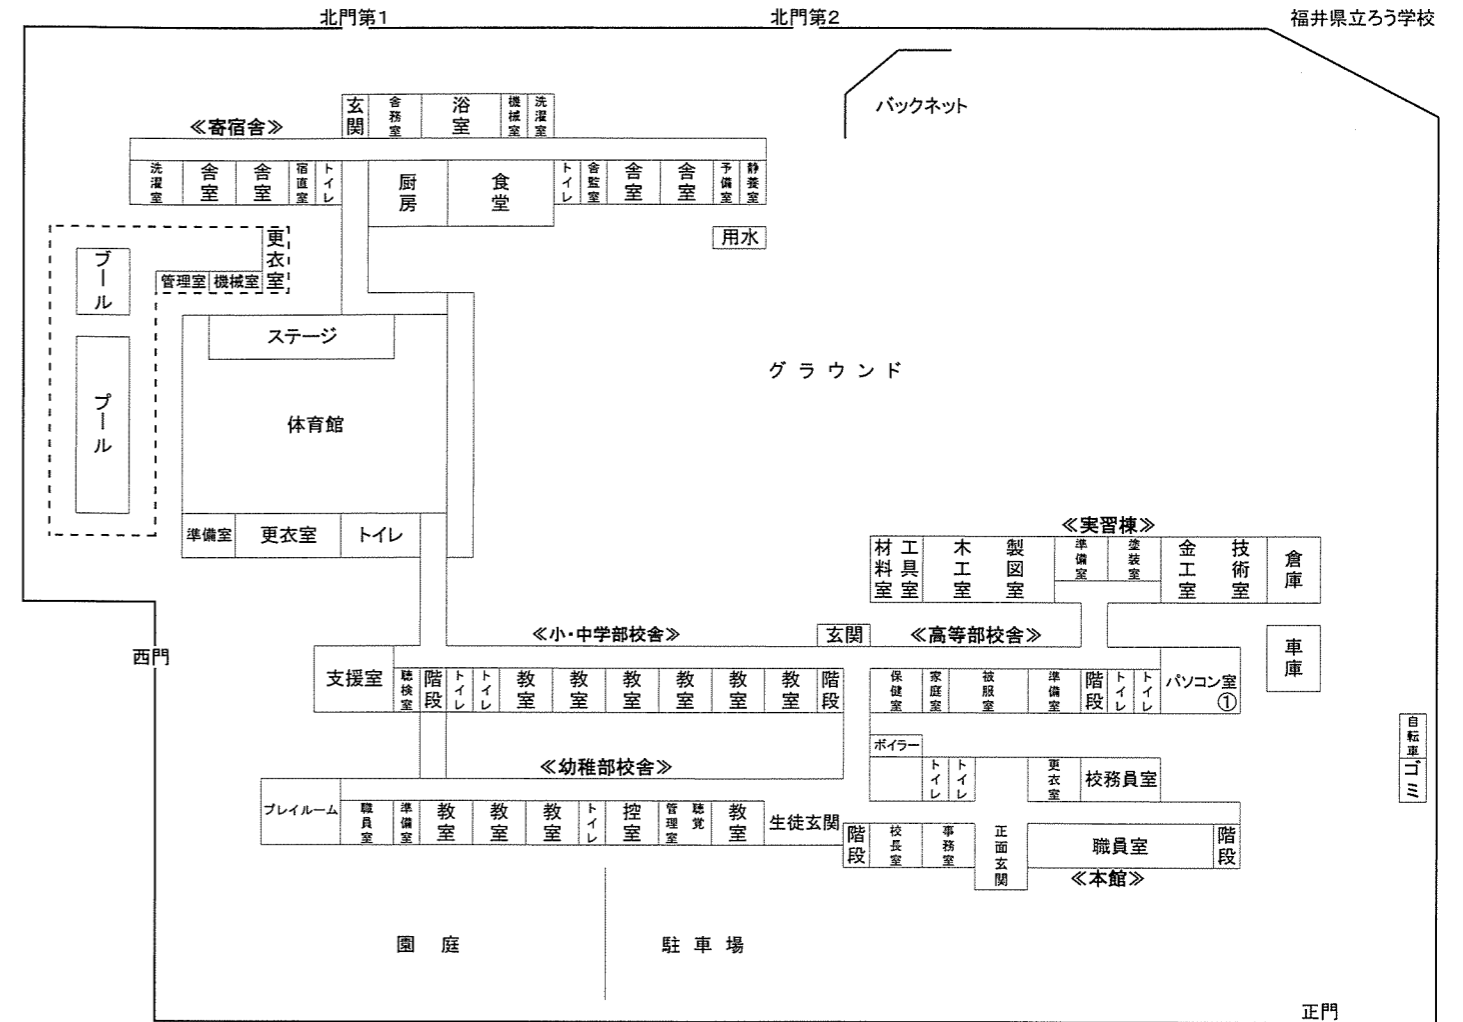 北門第1
北門第2
福井県立ろう学校
バックネット
≪寄宿舎≫
玄関
舎務室
浴室
機械室
洗濯室
洗濯室
舎室
舎室
宿直室
トイレ
厨房
食堂
トイレ
舎監室
舎室
舎室
予備室
静養室
用水
プール
更衣室
管理室
機械室
ステージ
グラウンド
プール
体育館
準備室
更衣室
トイレ
≪実習棟≫
材料室
工具室
木工室
製図室
準備室
塗装室
金工室
技術室
倉庫
西門
≪小・中学部校舎≫
玄関
≪高等部校舎≫
車庫
支援室
聴検室
階段
トイレ
トイレ
教室
教室
教室
教室
教室
教室
階段
保健室
家庭室
被服室
準備室
階段
トイレ
トイレ
パソコン室
①
自転車
ゴミ
ボイラー
≪幼稚部校舎≫
トイレ
トイレ
更衣室
校務員室
プレイルーム
職員室
準備室
教室
教室
教室
トイレ
控室
管理室
聴覚
教室
生徒玄関
階段
校長室
事務室
正面玄関
職員室
階段
≪本館≫
園庭
駐車場
正門